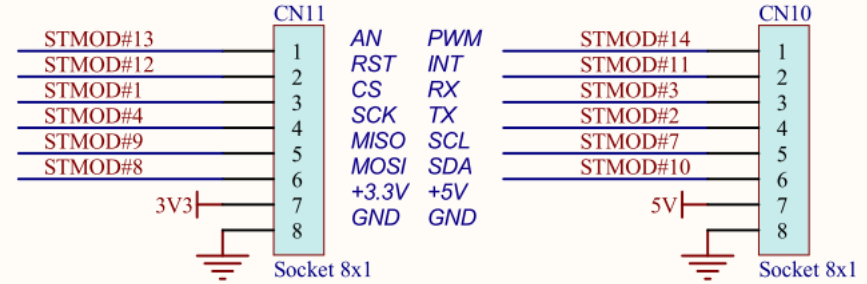 CN11 CN10
STMOD#13 1 AN PWM STMOD#14 1
STMOD#12 2 RST INT STMOD#11 2
STMOD#1 3 CS RX STMOD#3 3
STMOD#4 4 SCK TX STMOD#2 4
STMOD#9 5 MISO SCL STMOD#7 5
STMOD#8 6 MOSI SDA STMOD#10 6
3V3 7 +3.3V +5V 5V 7
8 GND GND 8
Socket 8x1 Socket 8x1